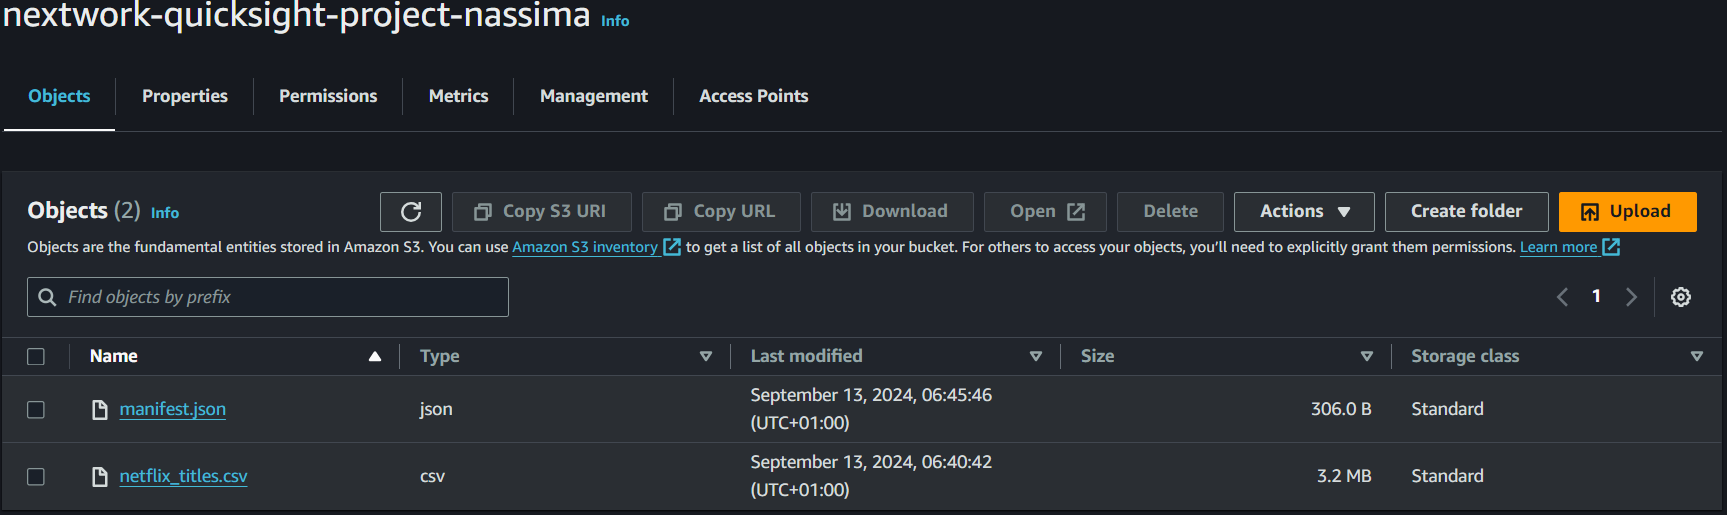 nextwork-quicksight-project-nassima Info
Objects Properties Permissions Metrics Management Access Points
Objects (2) Info Copy S3 URI Copy URL Download Open Delete Actions Create folder Upload
Objects are the fundamental entities stored in Amazon S3. You can use Amazon S3 inventory to get a list of all objects in your bucket. For others to access your objects, you’ll need to explicitly grant them permissions. Learn more
Find objects by prefix 1
Name Type Last modified Size Storage class
manifest.json json September 13, 2024, 06:45:46 (UTC+01:00) 306.0 B Standard
netflix_titles.csv csv September 13, 2024, 06:40:42 (UTC+01:00) 3.2 MB Standard